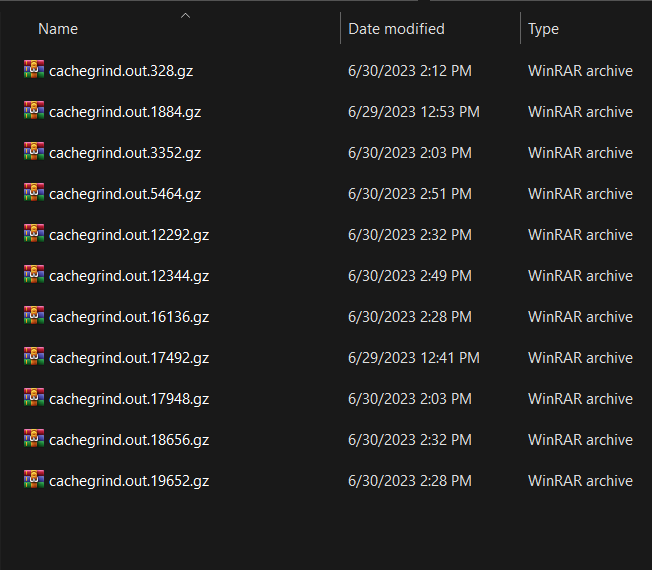 Name Date modified Type
cachegrind.out.328.gz 6/30/2023 2:12 PM WinRAR archive
cachegrind.out.1884.gz 6/29/2023 12:53 PM WinRAR archive
cachegrind.out.3352.gz 6/30/2023 2:03 PM WinRAR archive
cachegrind.out.5464.gz 6/30/2023 2:51 PM WinRAR archive
cachegrind.out.12292.gz 6/30/2023 2:32 PM WinRAR archive
cachegrind.out.12344.gz 6/30/2023 2:49 PM WinRAR archive
cachegrind.out.16136.gz 6/30/2023 2:28 PM WinRAR archive
cachegrind.out.17492.gz 6/29/2023 12:41 PM WinRAR archive
cachegrind.out.17948.gz 6/30/2023 2:03 PM WinRAR archive
cachegrind.out.18656.gz 6/30/2023 2:32 PM WinRAR archive
cachegrind.out.19652.gz 6/30/2023 2:28 PM WinRAR archive